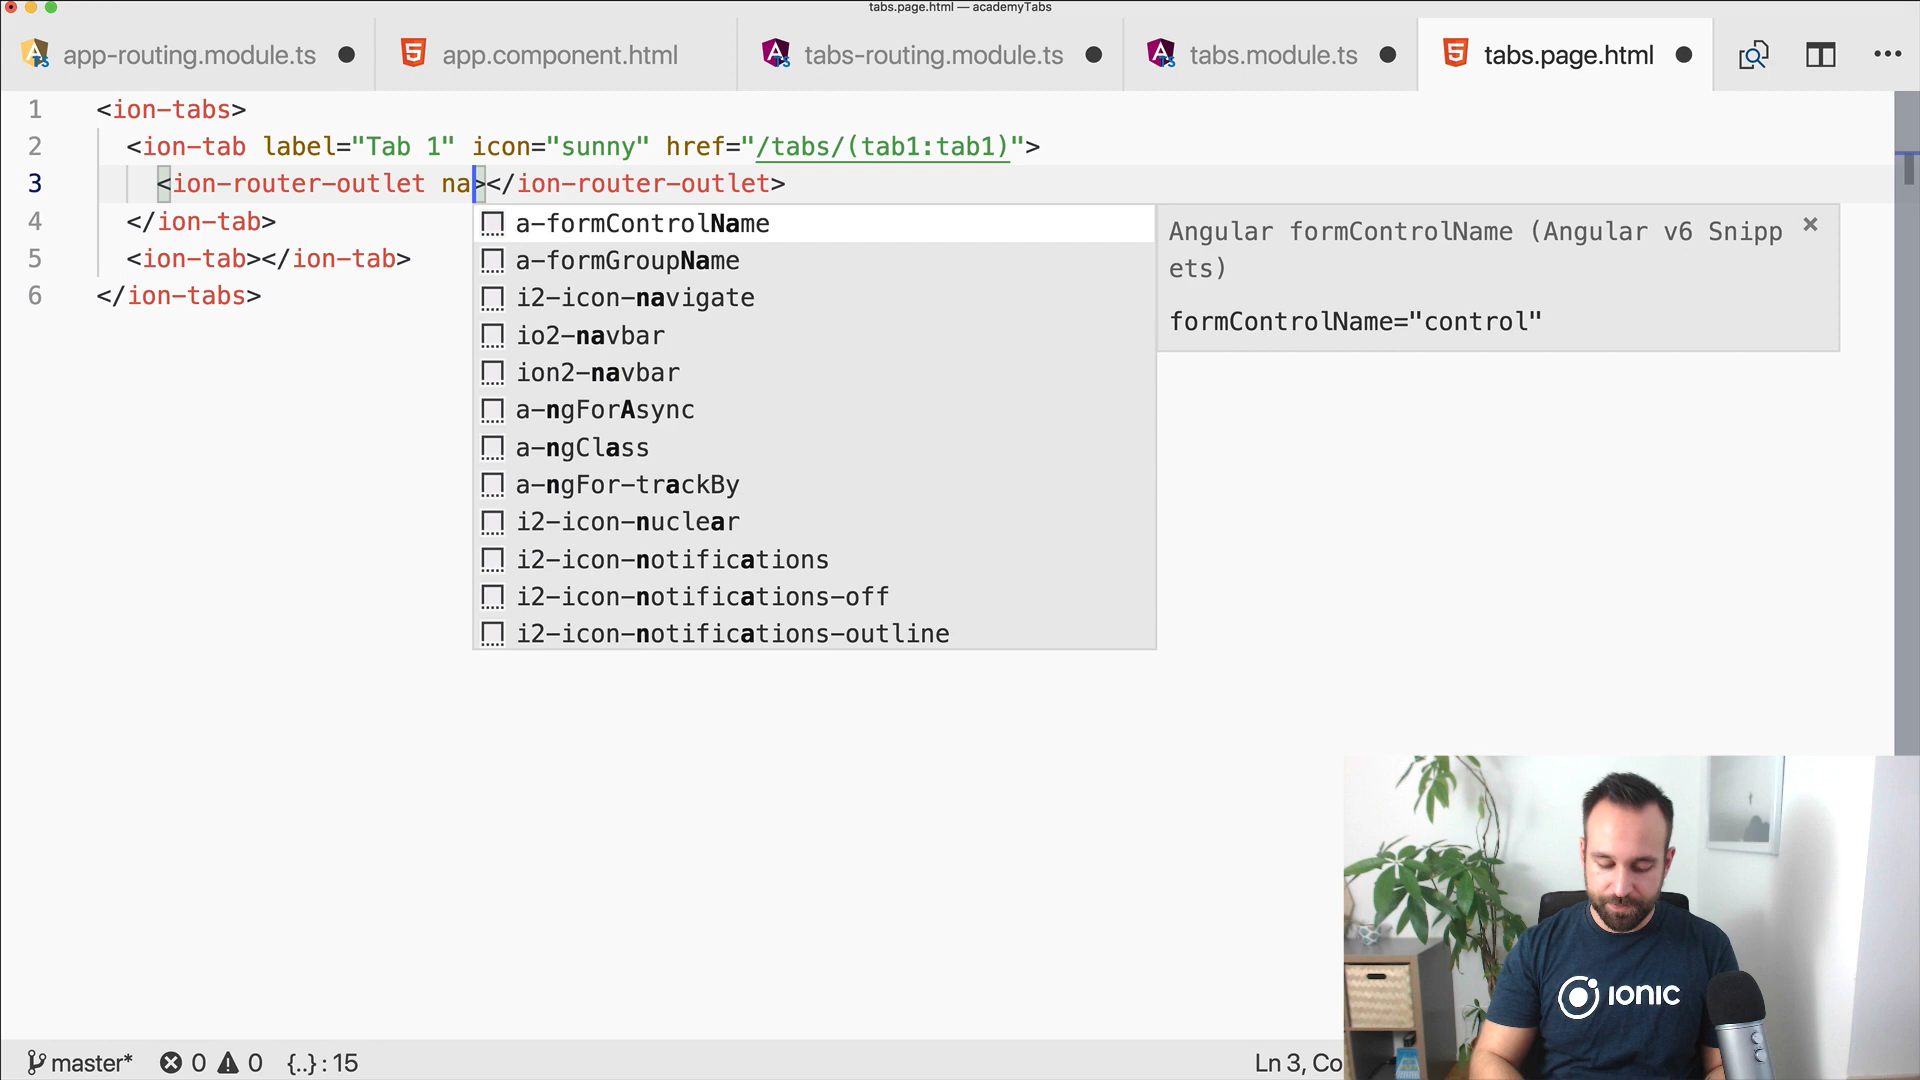 tabs.page.html — academyTabs
app-routing.module.ts
app.component.html
tabs-routing.module.ts
tabs.module.ts
tabs.page.html
1 <ion-tabs>
2 <ion-tab label="Tab 1" icon="sunny" href="/tabs/(tab1:tab1)">
3 <ion-router-outlet na></ion-router-outlet>
4 </ion-tab>
5 <ion-tab></ion-tab>
6 </ion-tabs>
a-formControlName
a-formGroupName
i2-icon-navigate
io2-navbar
ion2-navbar
a-ngForAsync
a-ngClass
a-ngFor-trackBy
i2-icon-nuclear
i2-icon-notifications
i2-icon-notifications-off
i2-icon-notifications-outline
Angular formControlName (Angular v6 Snipp
ets)
formControlName="control"
IONIC
master* 0 0 {..} : 15
Ln 3, Co